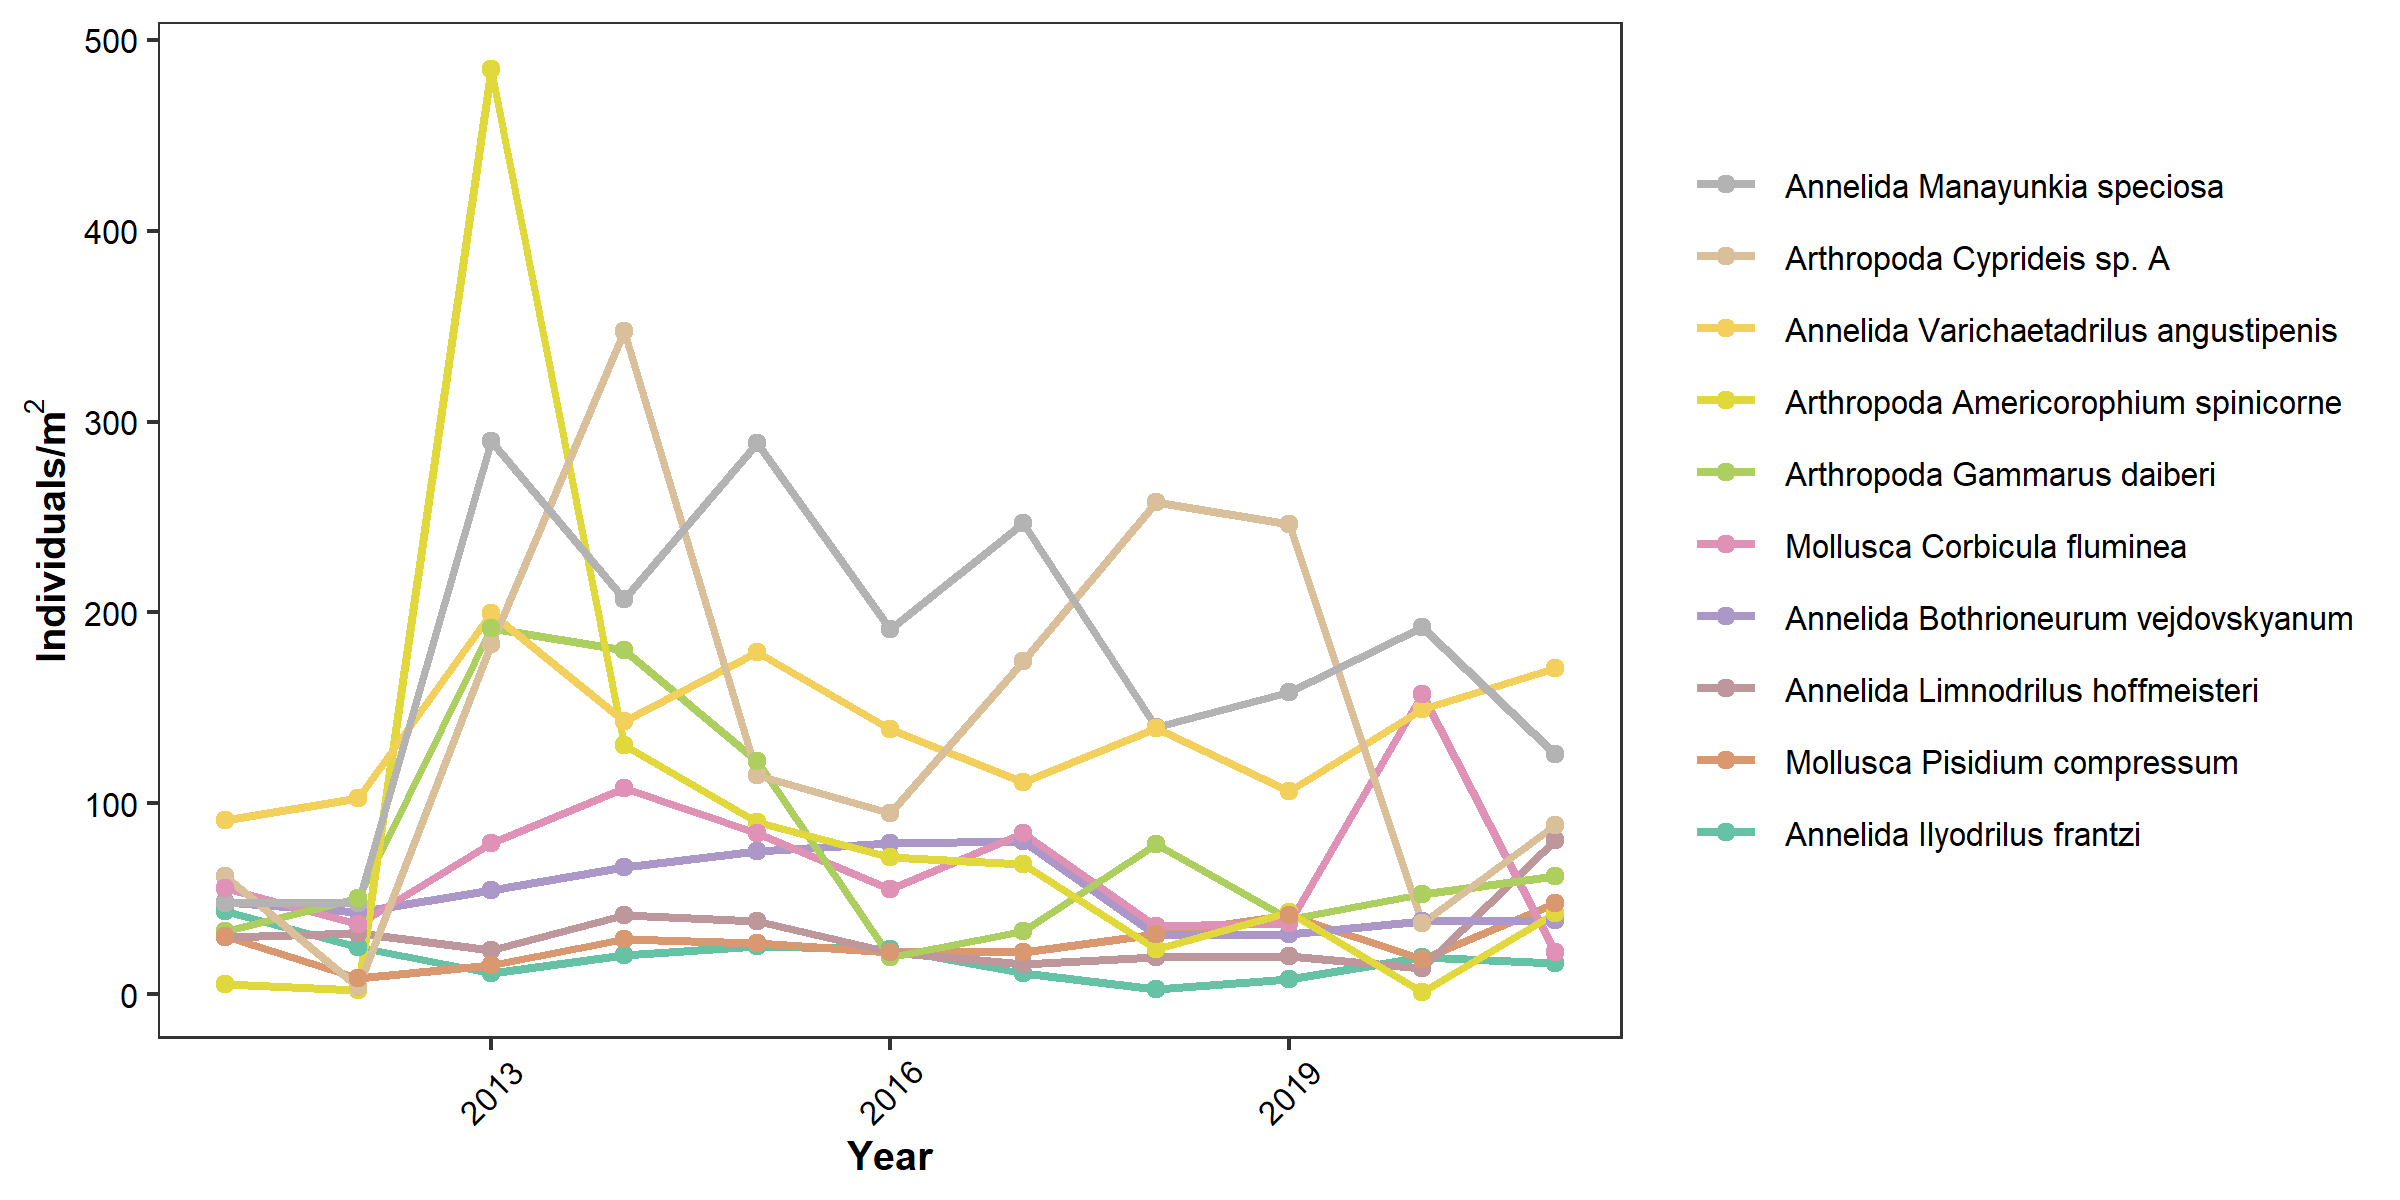 500
400
300
200
100
0
Individuals/m²
2013
2016
2019
Year
Annelida Manayunkia speciosa
Arthropoda Cyprideis sp. A
Annelida Varichaetadrilus angustipenis
Arthropoda Americorophium spinicorne
Arthropoda Gammarus daiberi
Mollusca Corbicula fluminea
Annelida Bothrioneurum vejdovskyanum
Annelida Limnodrilus hoffmeisteri
Mollusca Pisidium compressum
Annelida Ilyodrilus frantzi